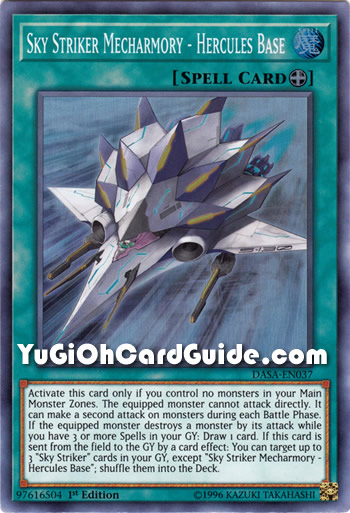 Sky Striker Mecharmory - Hercules Base
[Spell Card]
YuGiOhCardGuide.com
DASA-EN037
Activate this card only if you control no monsters in your Main
Monster Zones. The equipped monster cannot attack directly. It
can make a second attack on monsters during each Battle Phase.
If the equipped monster destroys a monster by its attack while
you have 3 or more Spells in your GY: Draw 1 card. If this card is
sent from the field to the GY by a card effect: You can target up to
3 "Sky Striker" cards in your GY, except "Sky Striker Mecharmory -
Hercules Base"; shuffle them into the Deck.
97616504 1st Edition ©1996 KAZUKI TAKAHASHI